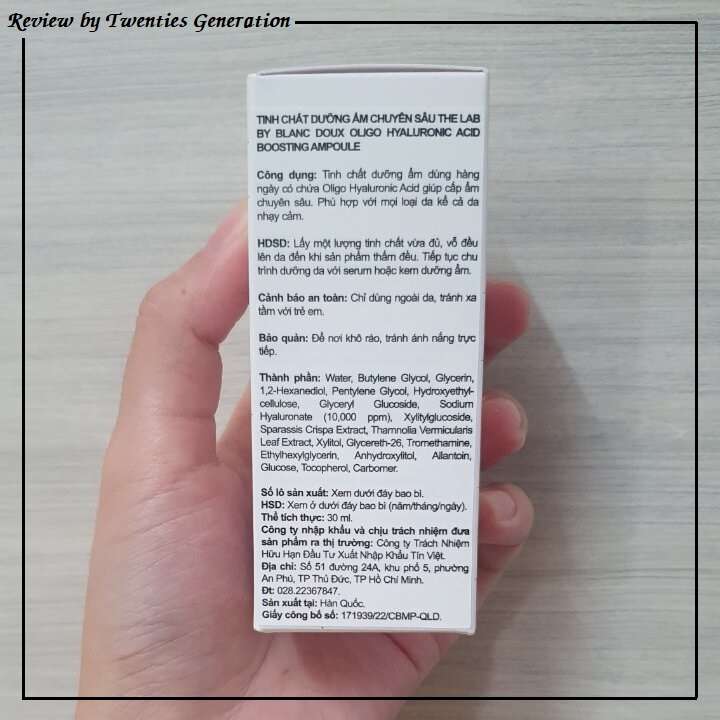 Review by Twenties Generation
TINH CHẤT DƯỠNG ẨM CHUYÊN SÂU THE LAB
BY BLANC DOUX OLIGO HYALURONIC ACID
BOOSTING AMPOULE
Công dụng: Tinh chất dưỡng ẩm dùng hàng
ngày có chứa Oligo Hyaluronic Acid giúp cấp ẩm
chuyên sâu. Phù hợp với mọi loại da kể cả da
nhạy cảm.
HDSD: Lấy một lượng tinh chất vừa đủ, vỗ đều
lên da đến khi sản phẩm thấm đều. Tiếp tục chu
trình dưỡng da với serum hoặc kem dưỡng ẩm.
Cảnh báo an toàn: Chỉ dùng ngoài da, tránh xa
tầm với trẻ em.
Bảo quản: Để nơi khô ráo, tránh ánh nắng trực
tiếp.
Thành phần: Water, Butylene Glycol, Glycerin,
1,2-Hexanediol, Pentylene Glycol, Hydroxyethyl-
cellulose, Glyceryl Glucoside, Sodium
Hyaluronate (10,000 ppm), Xylitylglucoside,
Sparassis Crispa Extract, Thamnolia Vermicularis
Leaf Extract, Xylitol, Glycereth-26, Tromethamine,
Ethylhexylglycerin, Anhydroxylitol, Allantoin,
Glucose, Tocopherol, Carbomer.
Số lô sản xuất: Xem dưới đáy bao bì.
HSD: Xem ở dưới đáy bao bì (năm/tháng/ngày).
Thể tích thực: 30 ml.
Công ty nhập khẩu và chịu trách nhiệm đưa
sản phẩm ra thị trường: Công ty Trách Nhiệm
Hữu Hạn Đầu Tư Xuất Nhập Khẩu Tín Việt.
Địa chỉ: Số 51 đường 24A, khu phố 5, phường
An Phú, TP Thủ Đức, TP Hồ Chí Minh.
Đt: 028.22367847.
Sản xuất tại: Hàn Quốc.
Giấy công bố số: 171939/22/CBMP-QLD.